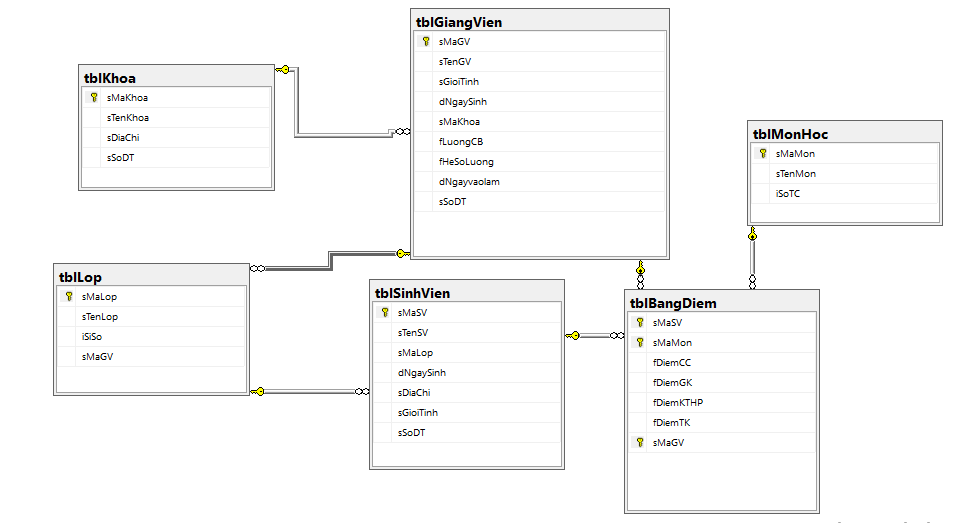 tblGiangVien
sMaGV
sTenGV
sGioiTinh
dNgaySinh
sMaKhoa
fLuongCB
fHeSoLuong
dNgayvaolam
sSoDT
tblKhoa
sMaKhoa
sTenKhoa
sDiaChi
sSoDT
tblMonHoc
sMaMon
sTenMon
iSoTC
tblLop
sMaLop
sTenLop
iSiSo
sMaGV
tblSinhVien
sMaSV
sTenSV
sMaLop
dNgaySinh
sDiaChi
sGioiTinh
sSoDT
tblBangDiem
sMaSV
sMaMon
fDiemCC
fDiemGK
fDiemKTHP
fDiemTK
sMaGV